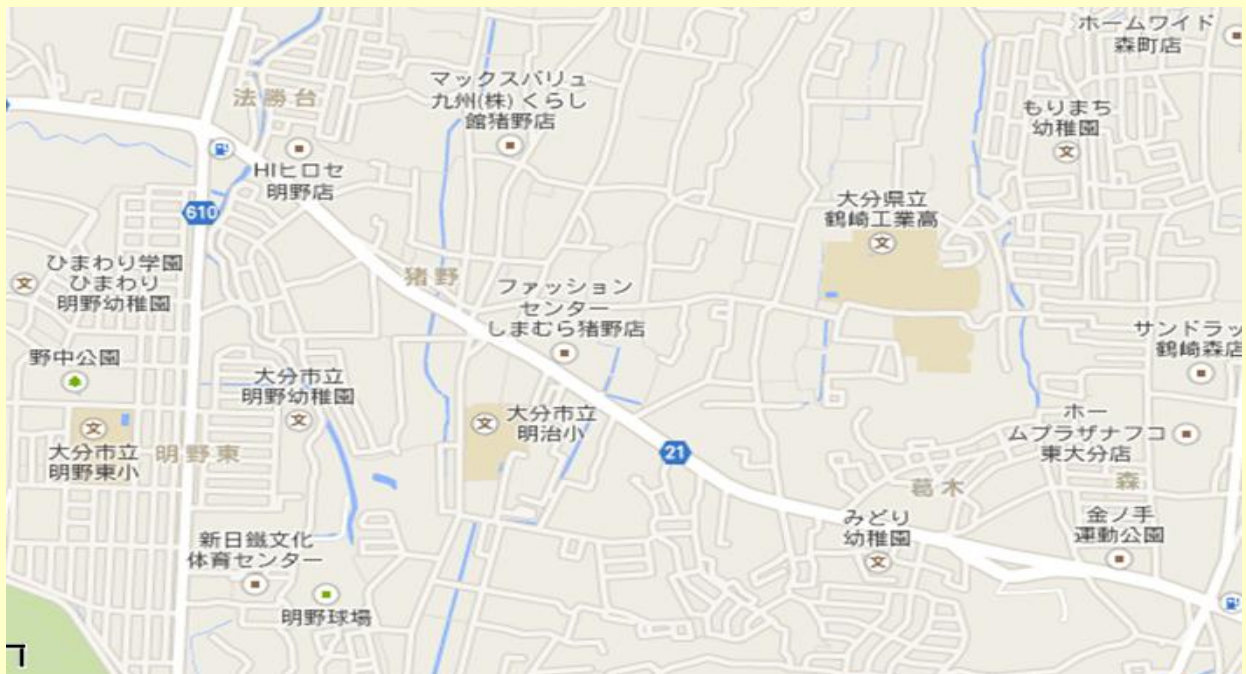 ホームワイド
森町店
マックスバリュ
九州(株)くらし
館猪野店
法勝台
もりまち
幼稚園
HIヒロセ
明野店
大分県立
鶴崎工業高
610
ひまわり学園
ひまわり
明野幼稚園
猪野
ファッション
センター
しまむら猪野店
サンドラッ
鶴崎森店
野中公園
大分市立
明野幼稚園
大分市立
明治小
ホー
ムプラザナフコ
東大分店
大分市立
明野東小
明野東
21
葛木
森
みどり
幼稚園
金ノ手
運動公園
新日鐵文化
体育センター
明野球場
文
文
文
文
文
文
文